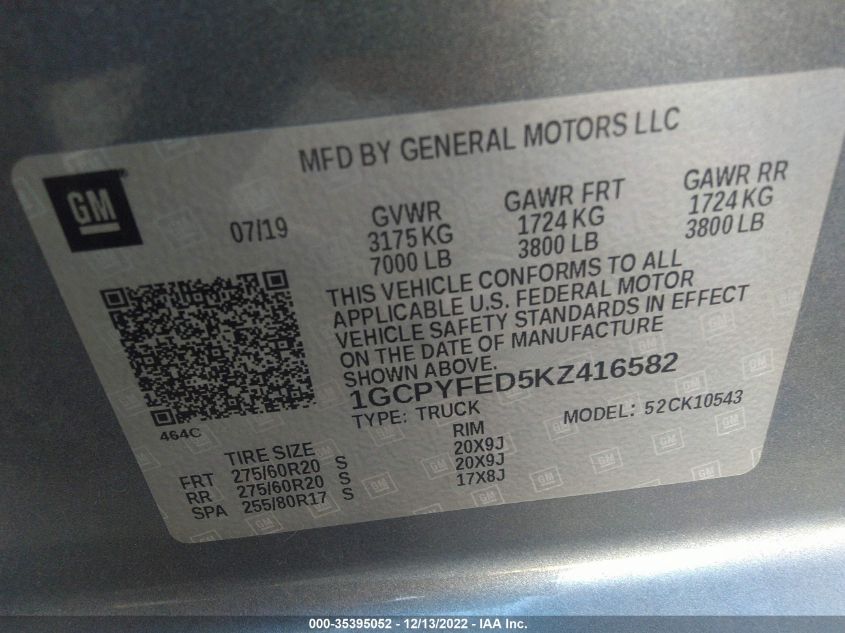 MFD BY GENERAL MOTORS LLC
GM
07/19
GVWR
3175 KG
7000 LB
GAWR FRT
1724 KG
3800 LB
GAWR RR
1724 KG
3800 LB
THIS VEHICLE CONFORMS TO ALL
APPLICABLE U.S. FEDERAL MOTOR
VEHICLE SAFETY STANDARDS IN EFFECT
ON THE DATE OF MANUFACTURE
SHOWN ABOVE.
1GCPYFED5KZ416582
TYPE: TRUCK
MODEL: 52CK10543
464C
TIRE SIZE
RIM
FRT 275/60R20 S 20X9J
RR 275/60R20 S 20X9J
SPA 255/80R17 S 17X8J
000-35395052 - 12/13/2022 - IAA Inc.